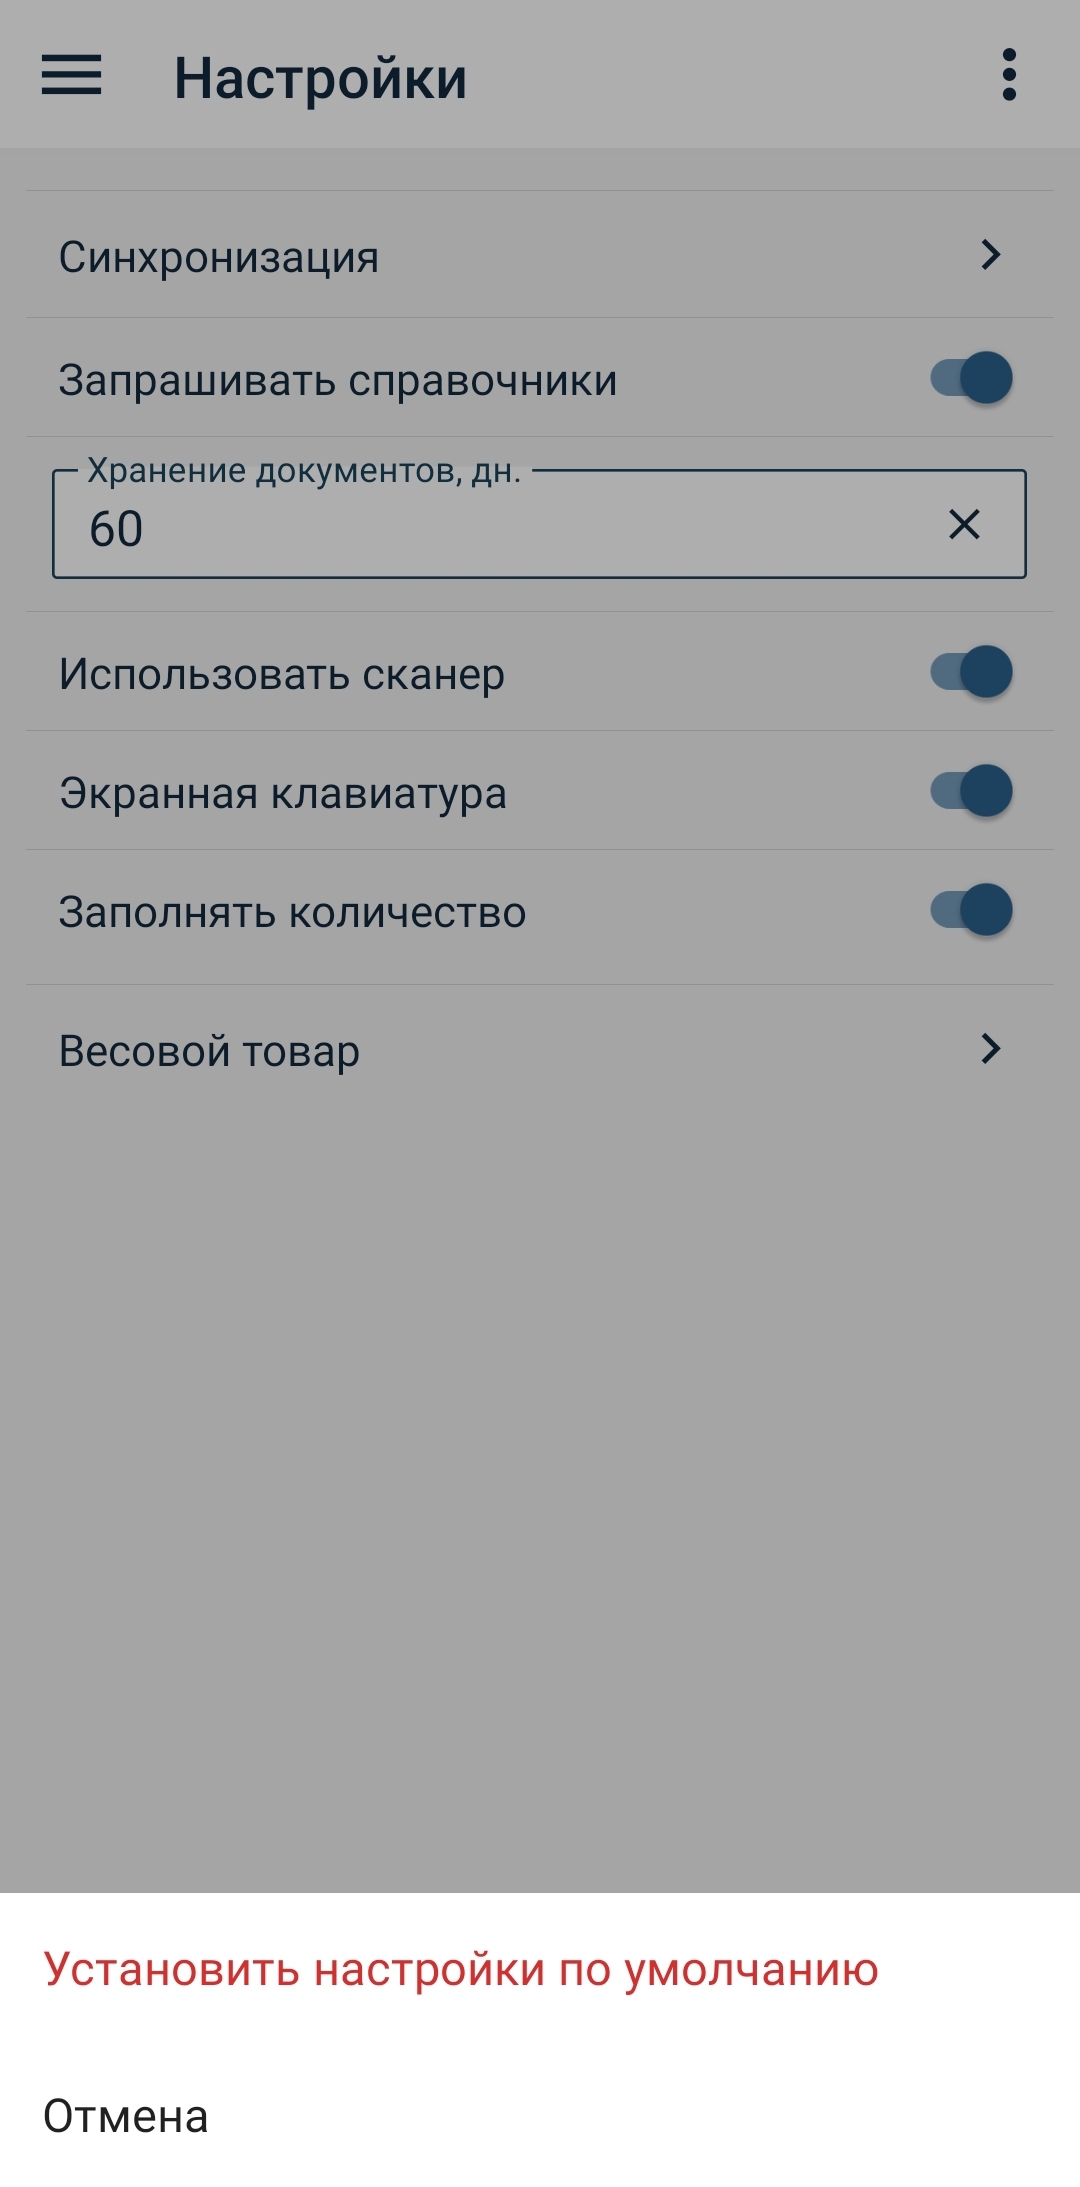 Настройки
Синхронизация
Запрашивать справочники
Хранение документов, дн.
60
Использовать сканер
Экранная клавиатура
Заполнять количество
Весовой товар
Установить настройки по умолчанию
Отмена